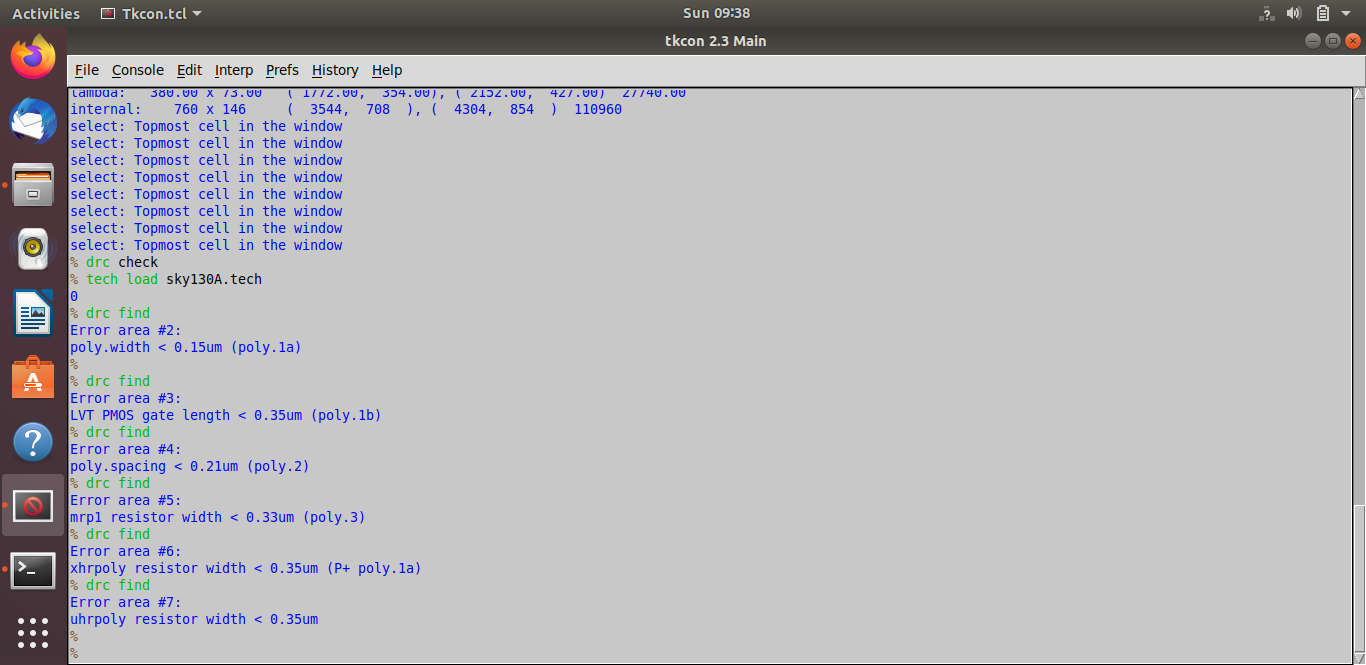 Activities Tkcon.tcl Sun 09:38
tkcon 2.3 Main
File Console Edit Interp Prefs History Help
lambda: 380.00 x 73.00 ( 1772.00, 354.00), ( 2152.00, 427.00) 27740.00
internal: 760 x 146 ( 3544, 708 ), ( 4304, 854 ) 110960
select: Topmost cell in the window
select: Topmost cell in the window
select: Topmost cell in the window
select: Topmost cell in the window
select: Topmost cell in the window
select: Topmost cell in the window
select: Topmost cell in the window
select: Topmost cell in the window
% drc check
% tech load sky130A.tech
0
% drc find
Error area #2:
poly.width < 0.15um (poly.1a)
%
% drc find
Error area #3:
LVT PMOS gate length < 0.35um (poly.1b)
% drc find
Error area #4:
poly.spacing < 0.21um (poly.2)
% drc find
Error area #5:
mrp1 resistor width < 0.33um (poly.3)
% drc find
Error area #6:
xhrpoly resistor width < 0.35um (P+ poly.1a)
% drc find
Error area #7:
uhrpoly resistor width < 0.35um
%
%